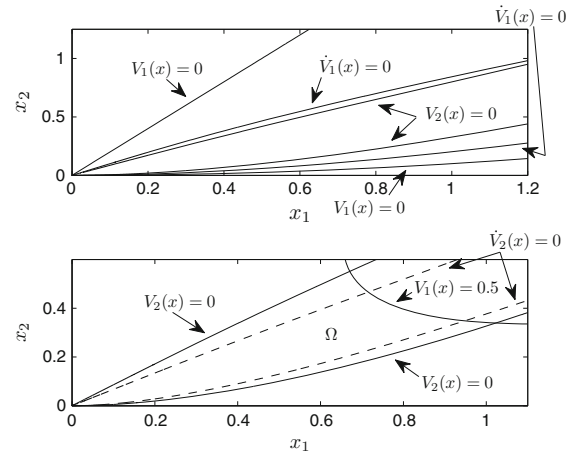 V̇₁(x) = 0
1
V₁(x) = 0
V̇₁(x) = 0
x₂
0.5
V₂(x) = 0
0
0 0.2 0.4 0.6 0.8 1 1.2
x₁
V₁(x) = 0
V̇₂(x) = 0
V₂(x) = 0
V₁(x) = 0.5
0.4
x₂
Ω
0.2
V₂(x) = 0
0
0 0.2 0.4 0.6 0.8 1
x₁